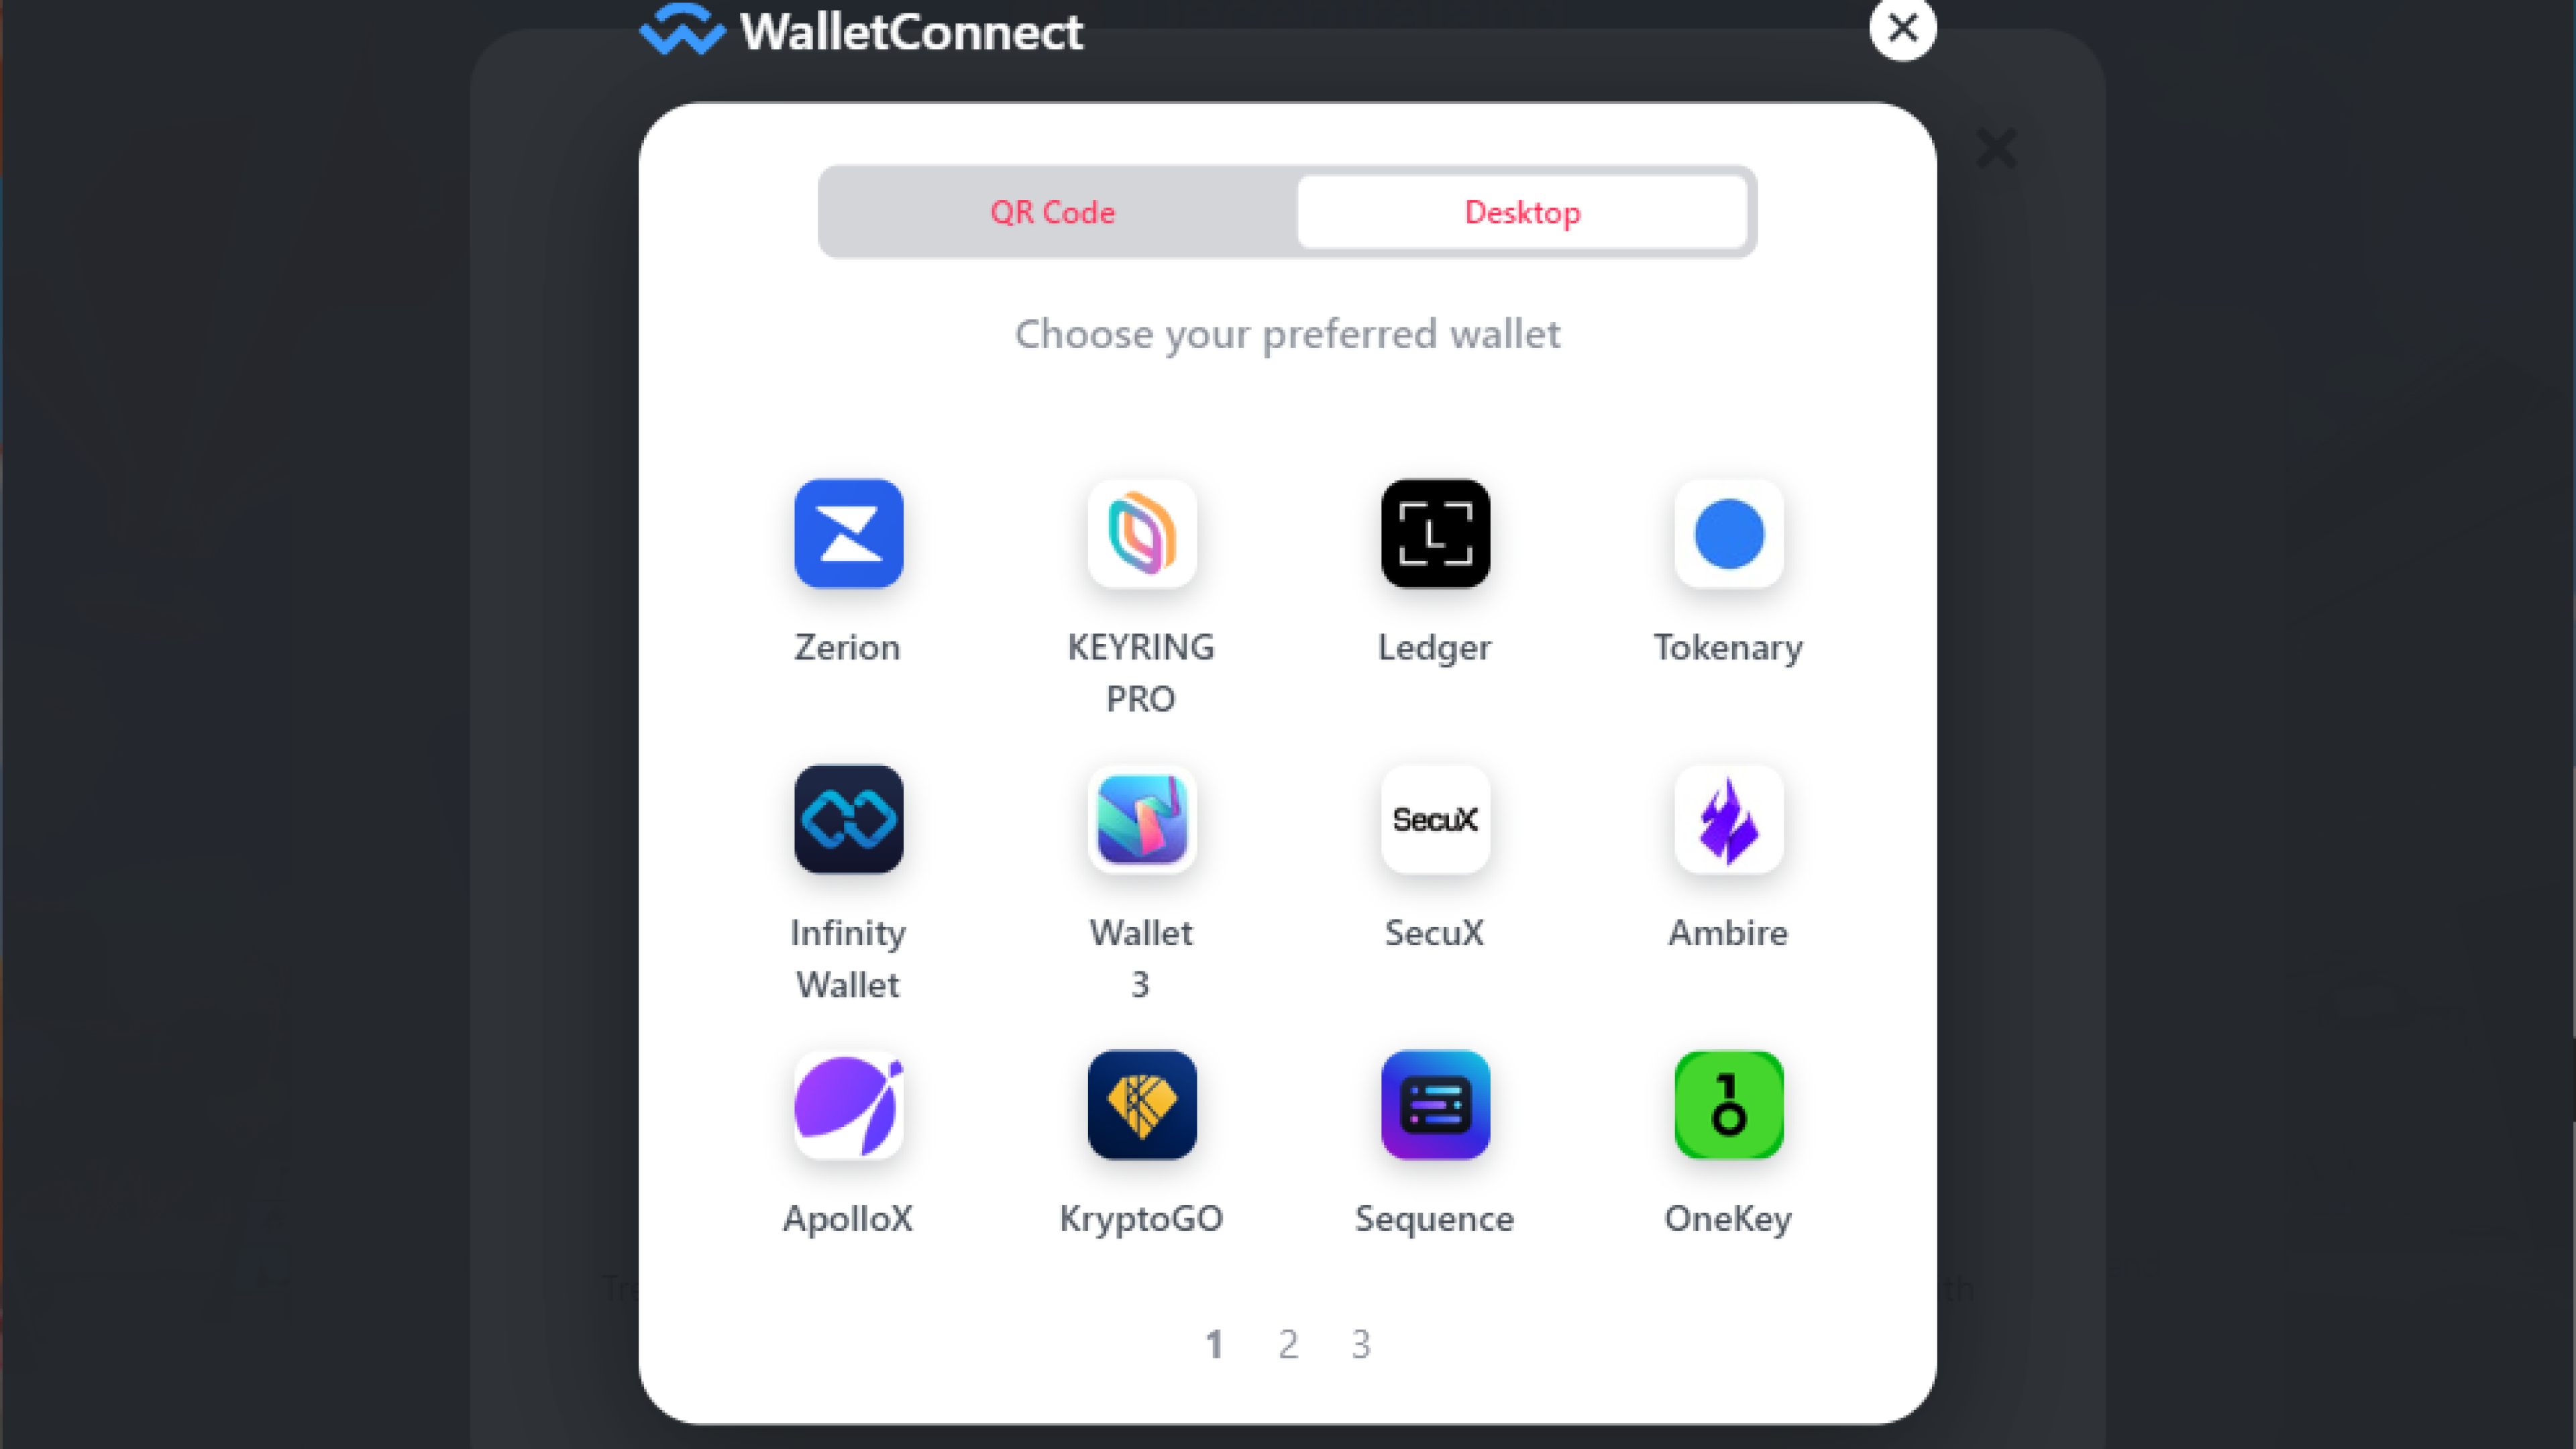 WalletConnect
QR Code
Desktop
Choose your preferred wallet
Zerion
KEYRING
PRO
Ledger
Tokenary
Infinity
Wallet
Wallet
3
SecuX
SecuX
Ambire
ApolloX
KryptoGO
Sequence
OneKey
1 2 3